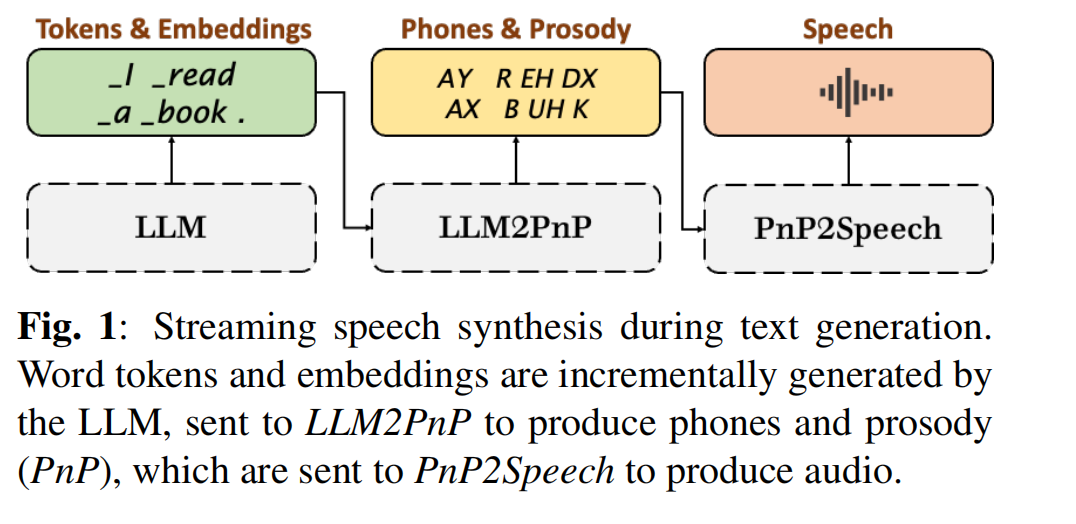 Tokens & Embeddings
_I _read
_a _book .
LLM
Phones & Prosody
AY R EH DX
AX B UH K
LLM2PnP
Speech
PnP2Speech
Fig. 1: Streaming speech synthesis during text generation.
Word tokens and embeddings are incrementally generated by
the LLM, sent to LLM2PnP to produce phones and prosody
(PnP), which are sent to PnP2Speech to produce audio.